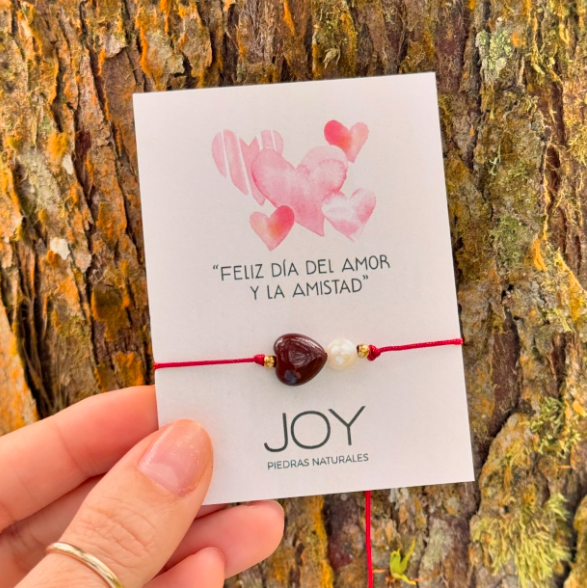 “FELIZ DÍA DEL AMOR
Y LA AMISTAD”
JOY
PIEDRAS NATURALES